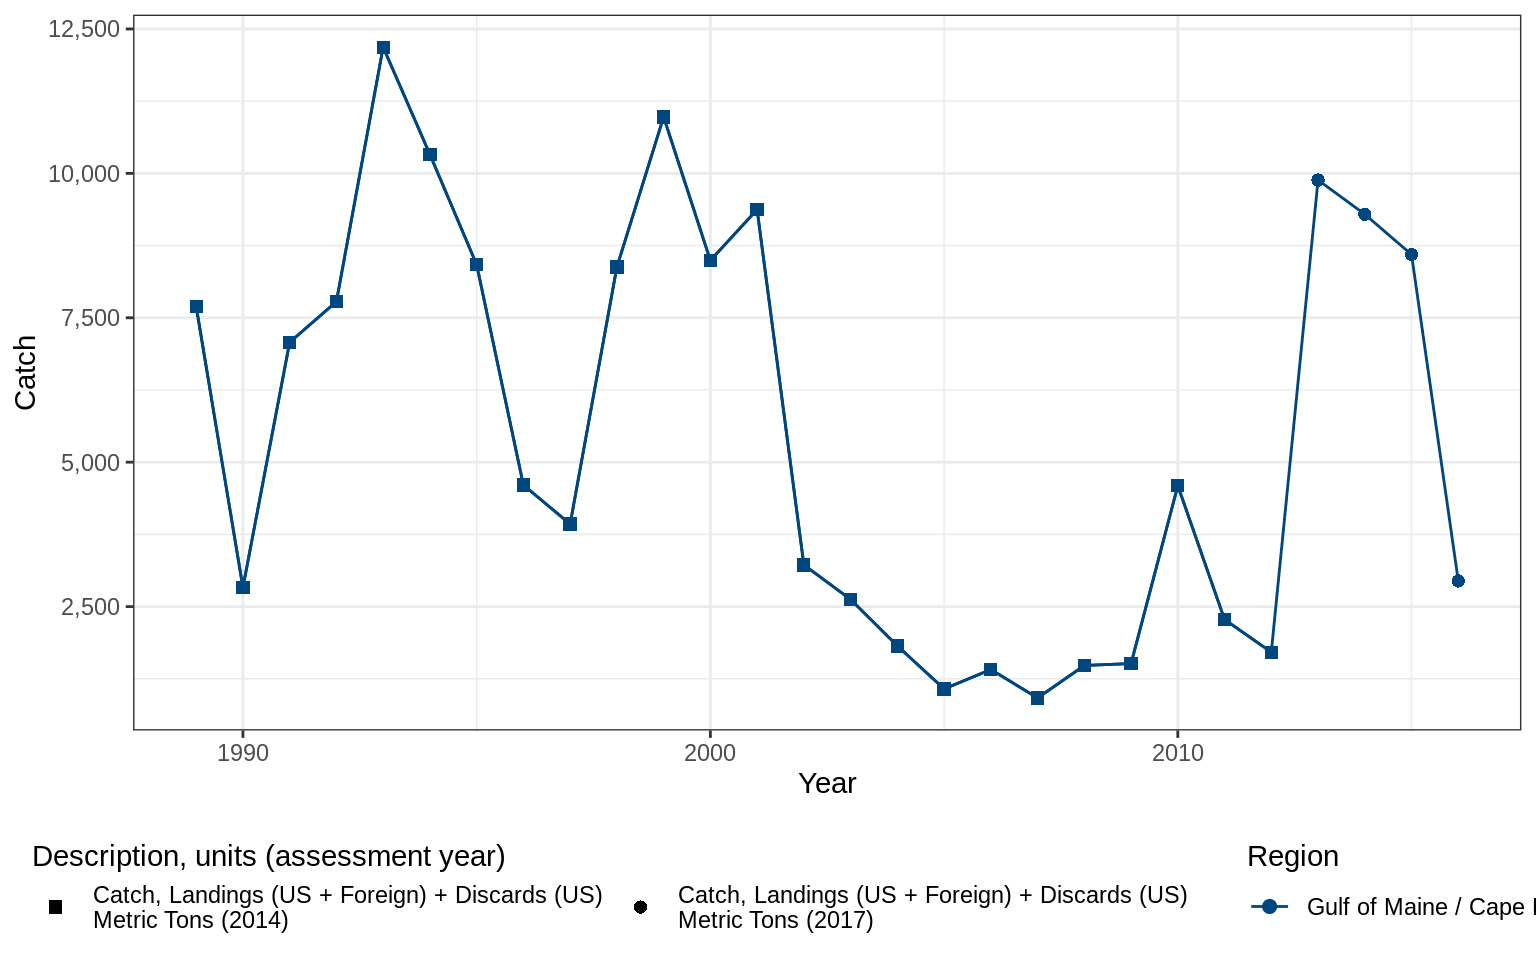 12,500
10,000
7,500
5,000
2,500
Catch
1990 2000 2010
Year
Description, units (assessment year)
Catch, Landings (US + Foreign) + Discards (US)
Metric Tons (2014)
Catch, Landings (US + Foreign) + Discards (US)
Metric Tons (2017)
Region
Gulf of Maine / Cape